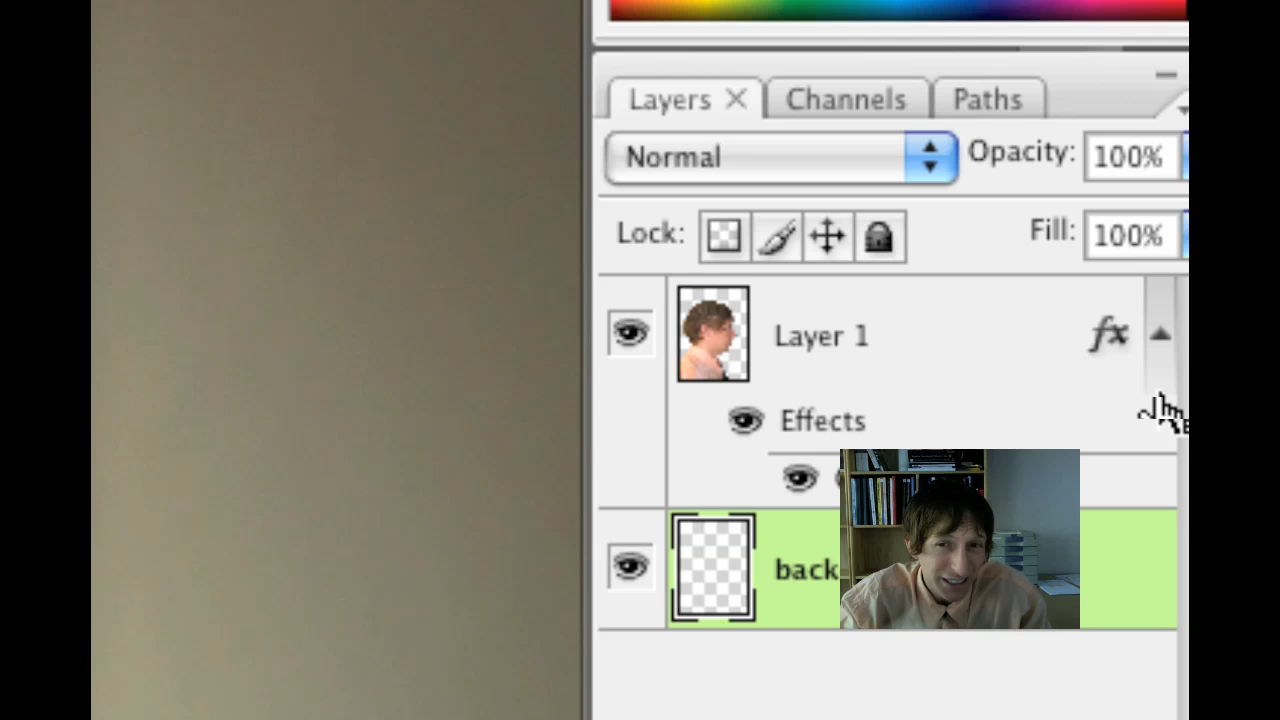 Layers Channels Paths
Normal Opacity: 100%
Lock: Fill: 100%
Layer 1 fx
Effects
back